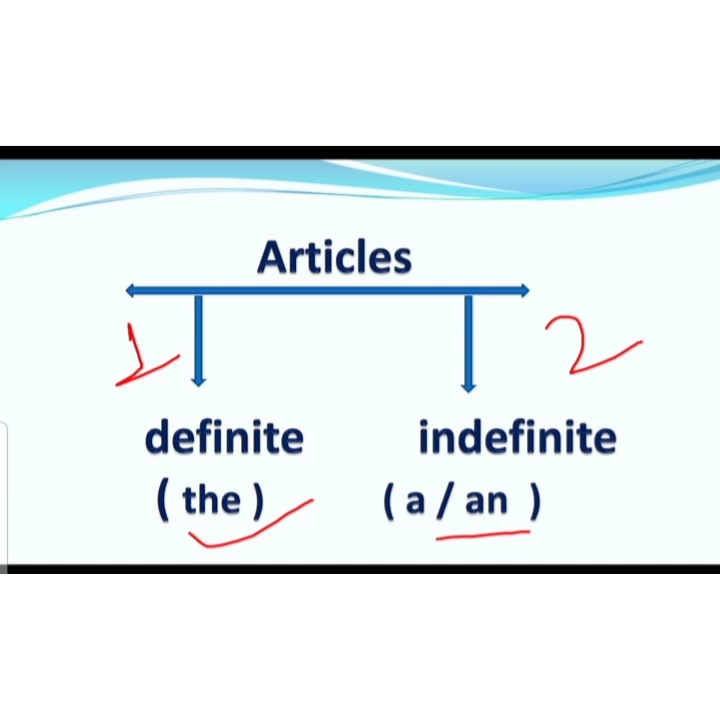 Articles
1 2
definite indefinite
( the ) ( a / an )